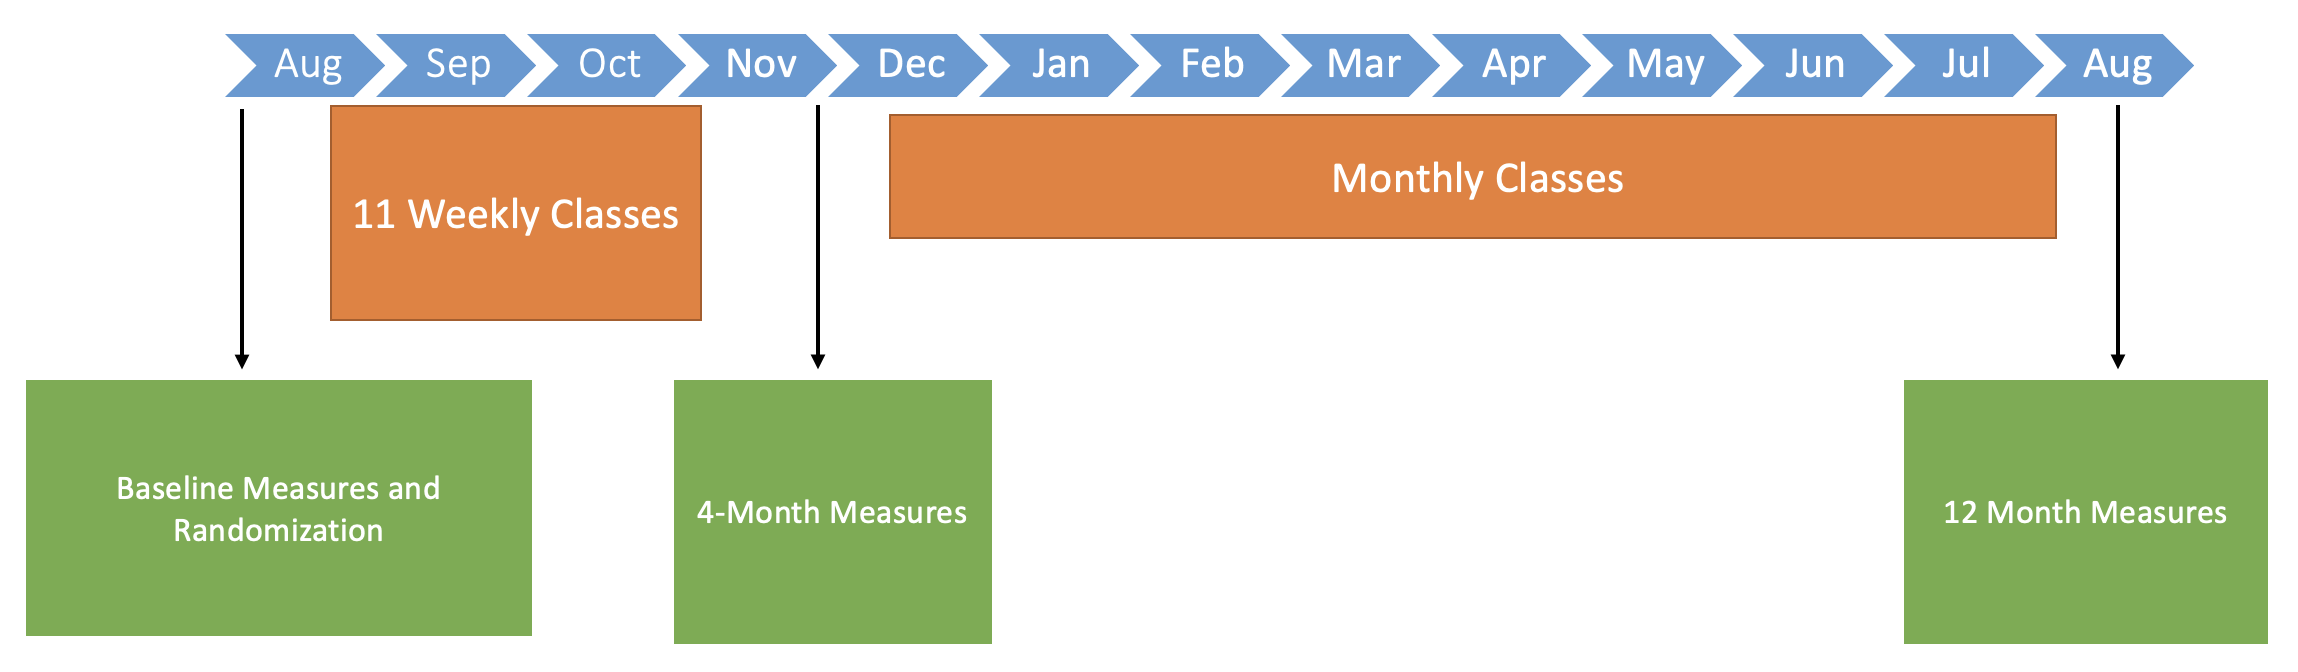 Aug Sep Oct Nov Dec Jan Feb Mar Apr May Jun Jul Aug
11 Weekly Classes
Monthly Classes
Baseline Measures and
Randomization
4-Month Measures
12 Month Measures